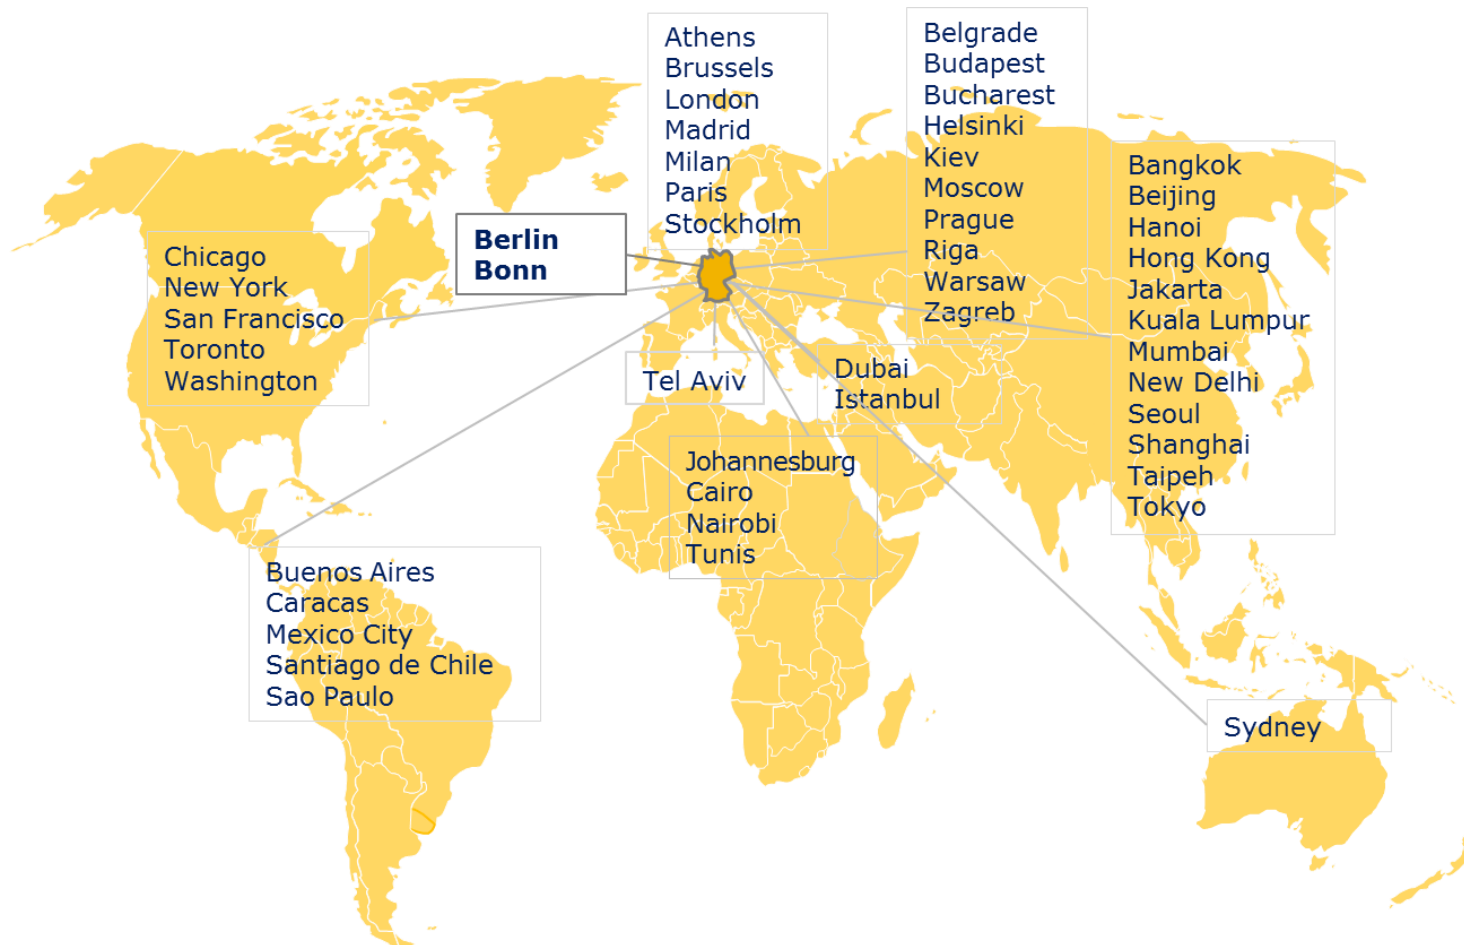 Athens
Brussels
London
Madrid
Milan
Paris
Stockholm
Belgrade
Budapest
Bucharest
Helsinki
Kiev
Moscow
Prague
Riga
Warsaw
Zagreb
Bangkok
Beijing
Hanoi
Hong Kong
Jakarta
Kuala Lumpur
Mumbai
New Delhi
Seoul
Shanghai
Taipeh
Tokyo
Berlin
Bonn
Chicago
New York
San Francisco
Toronto
Washington
Tel Aviv
Dubai
Istanbul
Johannesburg
Cairo
Nairobi
Tunis
Buenos Aires
Caracas
Mexico City
Santiago de Chile
Sao Paulo
Sydney